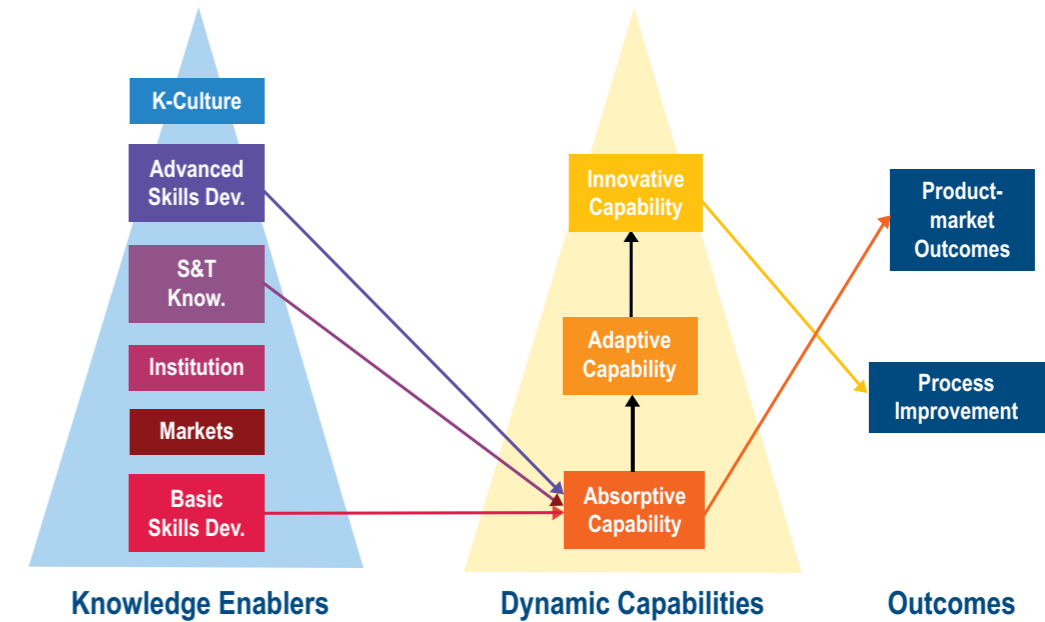 K-Culture
Advanced
Skills Dev.
S&T
Know.
Institution
Markets
Basic
Skills Dev.
Knowledge Enablers
Innovative
Capability
Adaptive
Capability
Absorptive
Capability
Dynamic Capabilities
Product-
market
Outcomes
Process
Improvement
Outcomes